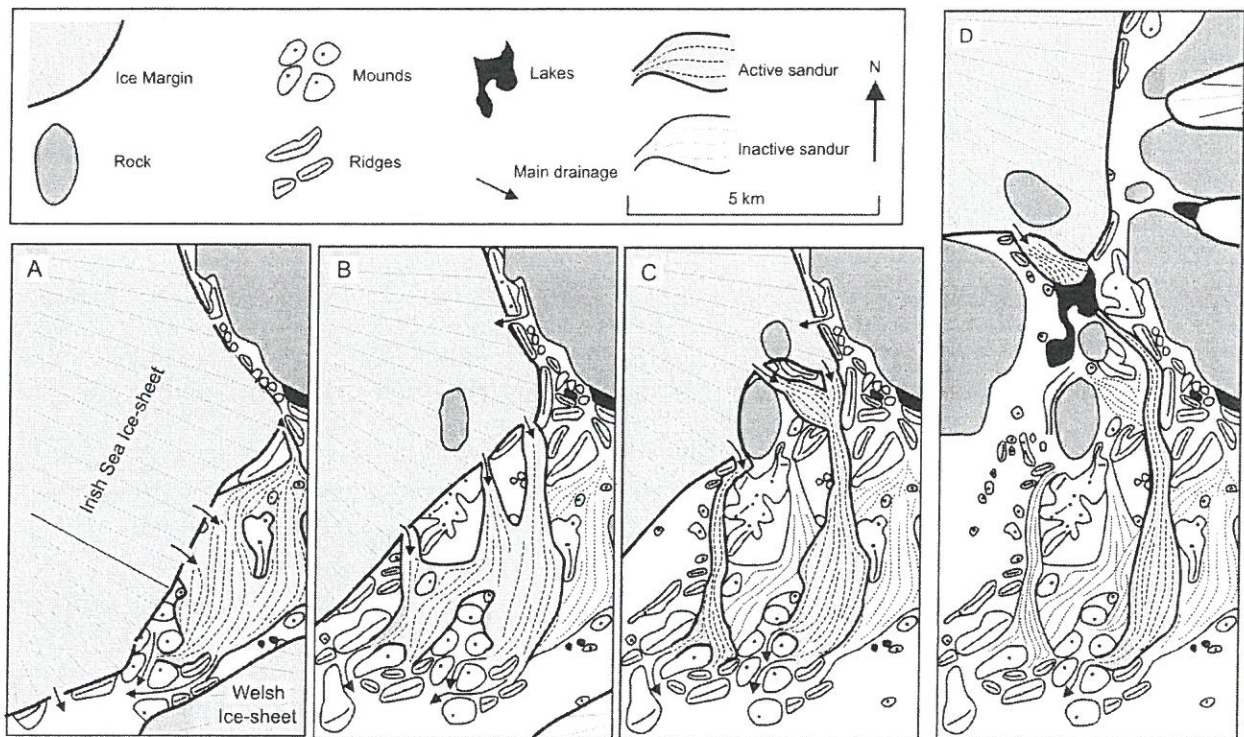 Ice Margin
Mounds
Lakes
Active sandur
N
Rock
Ridges
Main drainage
Inactive sandur
5 km
A
B
C
D
Irish Sea Ice-sheet
Welsh
Ice-sheet